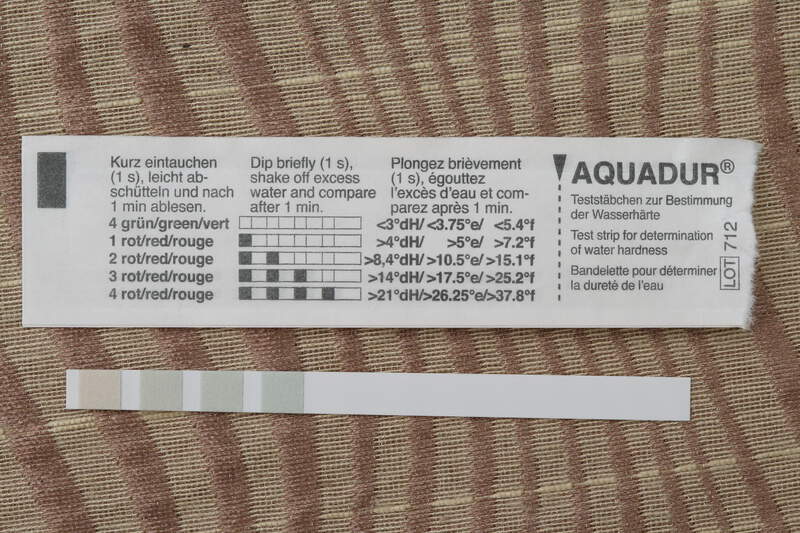 Kurz eintauchen
(1 s), leicht ab-
schütteln und nach
1 min ablesen.
Dip briefly (1 s),
shake off excess
water and compare
after 1 min.
Plongez brièvement
(1 s), égouttez
l'excès d'eau et com-
parez après 1 min.
4 grün/green/vert <3°dH/ <3.75°e/ <5.4°f
1 rot/red/rouge >4°dH/ >5°e/ >7.2°f
2 rot/red/rouge >8,4°dH/ >10.5°e/ >15.1°f
3 rot/red/rouge >14°dH/ >17.5°e/ >25.2°f
4 rot/red/rouge >21°dH/>26.25°e/>37.8°f
AQUADUR®
Teststäbchen zur Bestimmung
der Wasserhärte
Test strip for determination
of water hardness
Bandelette pour déterminer
la dureté de l'eau
LOT 712